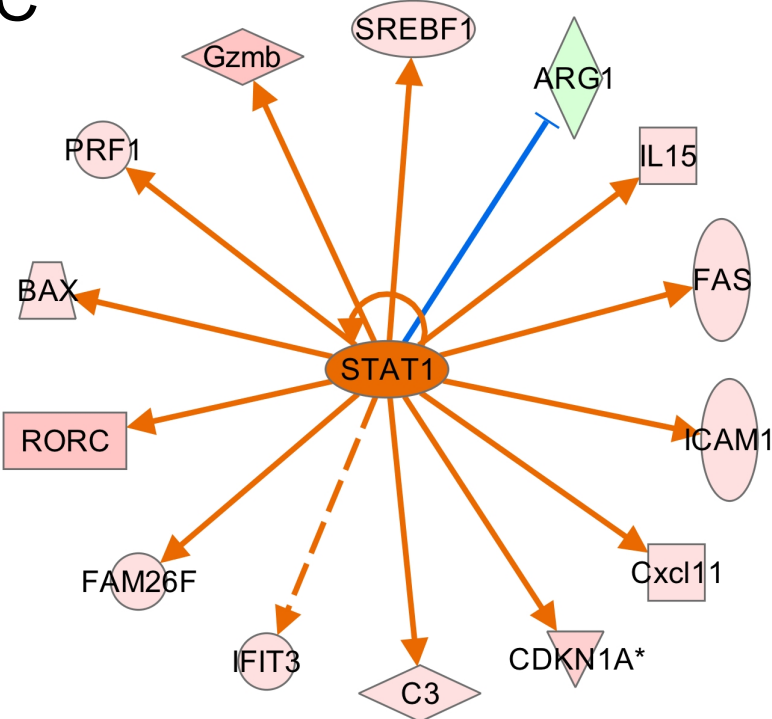 C
SREBF1
Gzmb
ARG1
PRF1
IL15
BAX
FAS
STAT1
RORC
ICAM1
FAM26F
Cxcl11
IFIT3
CDKN1A*
C3